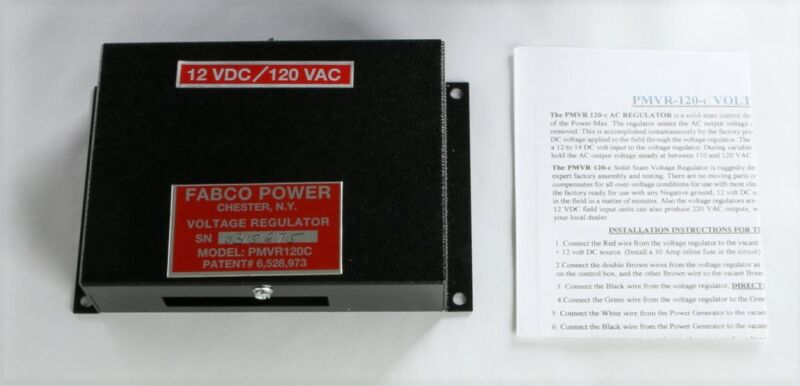 12 VDC/120 VAC
FABCO POWER
CHESTER, N.Y.
VOLTAGE REGULATOR
SN 0315275
MODEL: PMVR120C
PATENT# 6,528,973
PMVR-120-c VOLT
The PMVR 120-c AC REGULATOR is a solid-state control de
of the Power-Max. The regulator senses the AC output voltage
removed. This is accomplished instantaneously by the factory pre
DC voltage applied to the field through the voltage regulator. The
a 12 to 14 DC volt input to the voltage regulator. During variable
hold the AC output voltage steady at between 110 and 120 VAC
The PMVR 120-c Solid State Voltage Regulator is ruggedly de
expert factory assembly and testing. There are no moving parts o
compensates for all over-voltage conditions for use with most elec
the factory ready for use with any Negative ground, 12 volt DC
in the field in a matter of minutes. Also the voltage regulators are
12 VDC field input units can also produce 220 VAC outputs, w
your local dealer.
INSTALLATION INSTRUCTIONS FOR T
1. Connect the Red wire from the voltage regulator to the vacant
+ 12 volt DC source. (Install a 30 Amp inline fuse in the circuit)
2. Connect the double Brown wires from the voltage regulator as
on the control box, and the other Brown wire to the vacant Brow
3. Connect the Black wire from the voltage regulator, DIRECT
4.Connect the Green wire from the voltage regulator to the Gree
5. Connect the White wire from the Power Generator to the vacan
6. Connect the Black wire from the Power Generator to the vacan